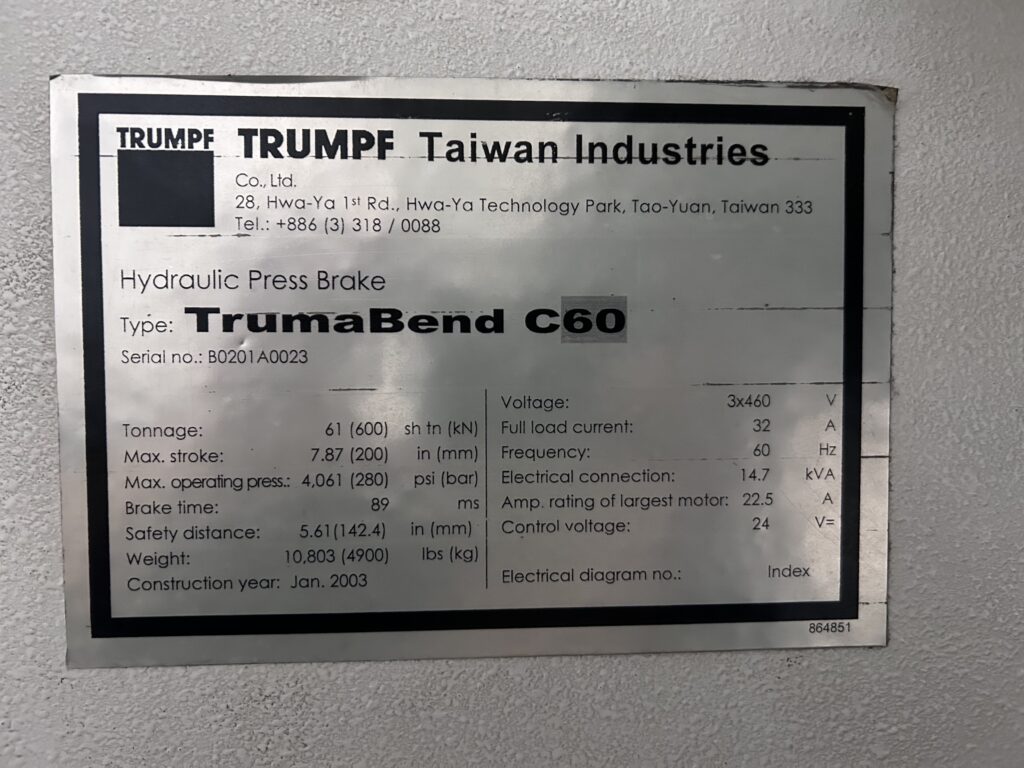 TRUMPF TRUMPF Taiwan Industries
Co., Ltd.
28, Hwa-Ya 1st Rd., Hwa-Ya Technology Park, Tao-Yuan, Taiwan 333
Tel.: +886 (3) 318 / 0088
Hydraulic Press Brake
Type: TrumaBend C60
Serial no.: B0201A0023
Tonnage: 61 (600) sh tn (kN)
Max. stroke: 7.87 (200) in (mm)
Max. operating press.: 4,061 (280) psi (bar)
Brake time: 89 ms
Safety distance: 5.61(142.4) in (mm)
Weight: 10,803 (4900) lbs (kg)
Construction year: Jan. 2003
Voltage: 3x460 V
Full load current: 32 A
Frequency: 60 Hz
Electrical connection: 14.7 kVA
Amp. rating of largest motor: 22.5 A
Control voltage: 24 V=
Electrical diagram no.: Index
864851